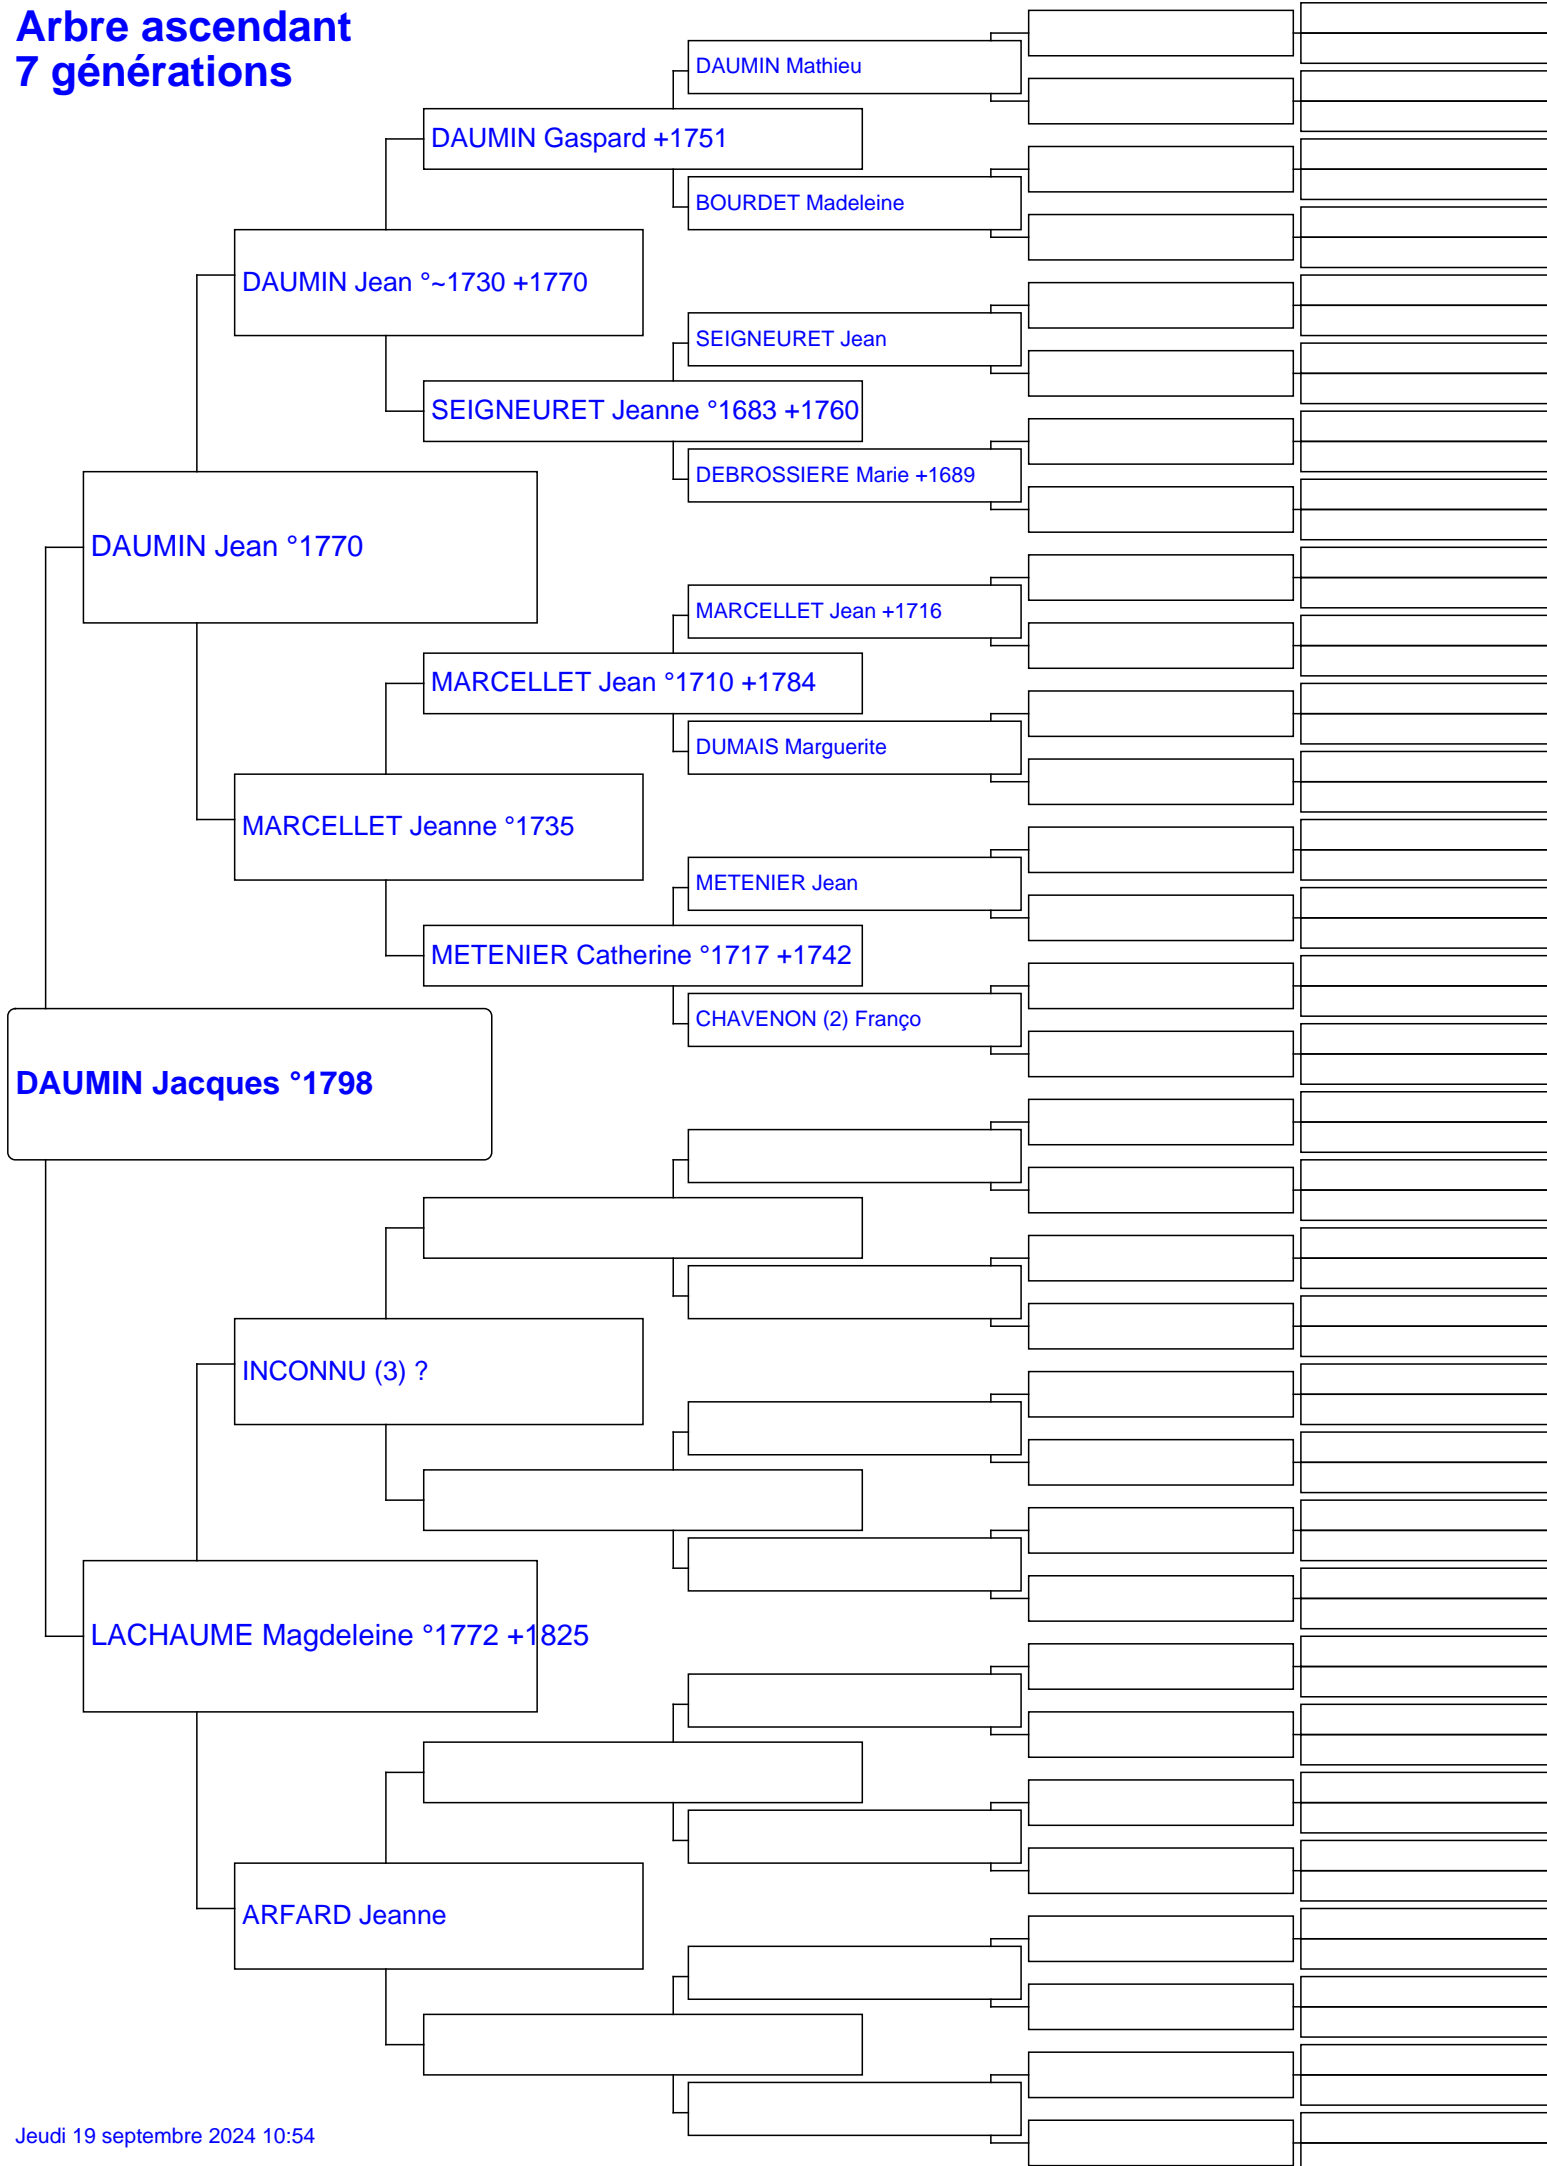 Arbre ascendant
7 générations
DAUMIN Mathieu
DAUMIN Gaspard +1751
BOURDET Madeleine
DAUMIN Jean °~1730 +1770
SEIGNEURET Jean
SEIGNEURET Jeanne °1683 +1760
DEBROSSIERE Marie +1689
DAUMIN Jean °1770
MARCELLET Jean +1716
MARCELLET Jean °1710 +1784
DUMAIS Marguerite
MARCELLET Jeanne °1735
METENIER Jean
METENIER Catherine °1717 +1742
CHAVENON (2) Franço
DAUMIN Jacques °1798
INCONNU (3) ?
LACHAUME Magdeleine °1772 +1825
ARFARD Jeanne
Jeudi 19 septembre 2024 10:54